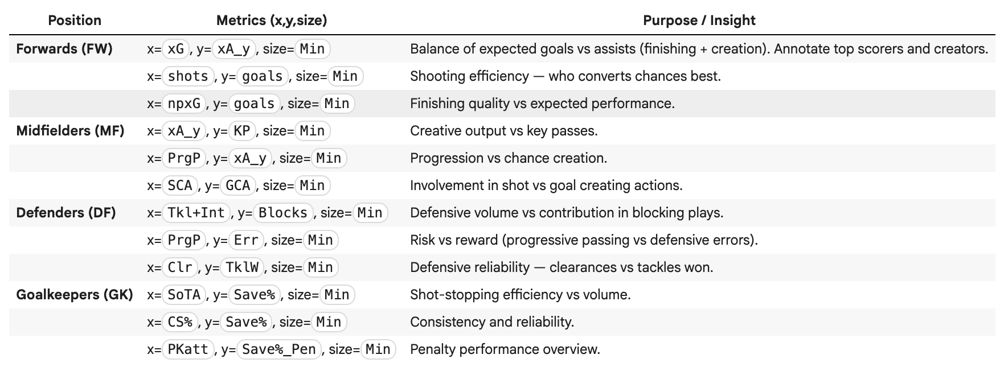 Position Metrics (x,y,size) Purpose / Insight
Forwards (FW) x= xG , y= xA_y , size= Min Balance of expected goals vs assists (finishing + creation). Annotate top scorers and creators.
x= shots , y= goals , size= Min Shooting efficiency — who converts chances best.
x= npxG , y= goals , size= Min Finishing quality vs expected performance.
Midfielders (MF) x= xA_y , y= KP , size= Min Creative output vs key passes.
x= PrgP , y= xA_y , size= Min Progression vs chance creation.
x= SCA , y= GCA , size= Min Involvement in shot vs goal creating actions.
Defenders (DF) x= Tkl+Int , y= Blocks , size= Min Defensive volume vs contribution in blocking plays.
x= PrgP , y= Err , size= Min Risk vs reward (progressive passing vs defensive errors).
x= Clr , y= TklW , size= Min Defensive reliability — clearances vs tackles won.
Goalkeepers (GK) x= SoTA , y= Save% , size= Min Shot-stopping efficiency vs volume.
x= CS% , y= Save% , size= Min Consistency and reliability.
x= PKatt , y= Save%_Pen , size= Min Penalty performance overview.